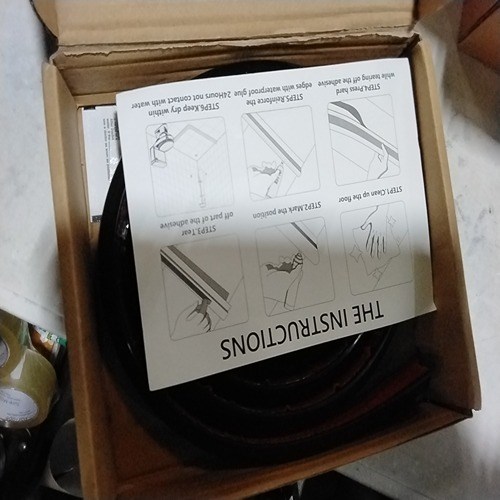 THE INSTRUCTIONS
STEP1.Clean up the floor
STEP2.Mark the position
STEP3.Tear
off part of the adhesive
STEP4.Press hard
while tearing off the adhesive
STEP5.Reinforce the
edges with waterproof glue
STEP6.Keep dry within
24Hours not contact with water